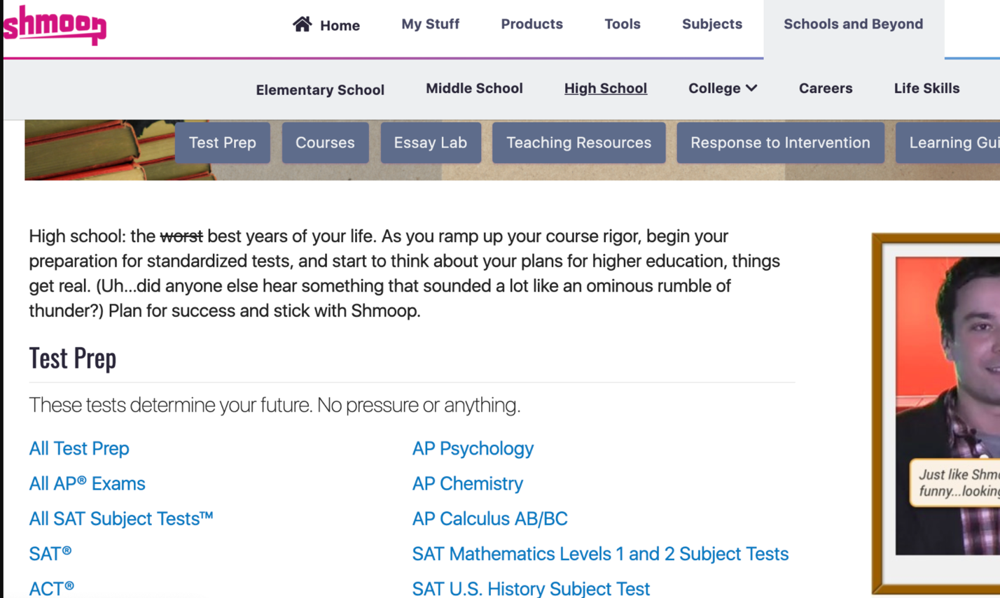 shmoop
Home My Stuff Products Tools Subjects Schools and Beyond
Elementary School Middle School High School College Careers Life Skills
Test Prep Courses Essay Lab Teaching Resources Response to Intervention Learning
High school: the worst best years of your life. As you ramp up your course rigor, begin your
preparation for standardized tests, and start to think about your plans for higher education, things
get real. (Uh...did anyone else hear something that sounded a lot like an ominous rumble of
thunder?) Plan for success and stick with Shmoop.
Test Prep
These tests determine your future. No pressure or anything.
All Test Prep
All AP® Exams
All SAT Subject Tests™
SAT®
ACT®
AP Psychology
AP Chemistry
AP Calculus AB/BC
SAT Mathematics Levels 1 and 2 Subject Tests
SAT U.S. History Subject Test
Just like
funny...looking